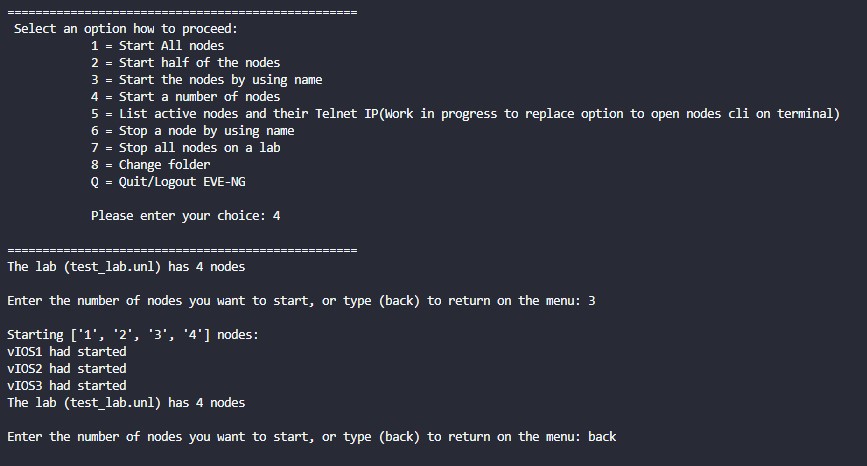 ==================================================
Select an option how to proceed:
1 = Start All nodes
2 = Start half of the nodes
3 = Start the nodes by using name
4 = Start a number of nodes
5 = List active nodes and their Telnet IP(Work in progress to replace option to open nodes cli on terminal)
6 = Stop a node by using name
7 = Stop all nodes on a lab
8 = Change folder
Q = Quit/Logout EVE-NG
Please enter your choice: 4
==================================================
The lab (test_lab.unl) has 4 nodes
Enter the number of nodes you want to start, or type (back) to return on the menu: 3
Starting ['1', '2', '3', '4'] nodes:
vIOS1 had started
vIOS2 had started
vIOS3 had started
The lab (test_lab.unl) has 4 nodes
Enter the number of nodes you want to start, or type (back) to return on the menu: back